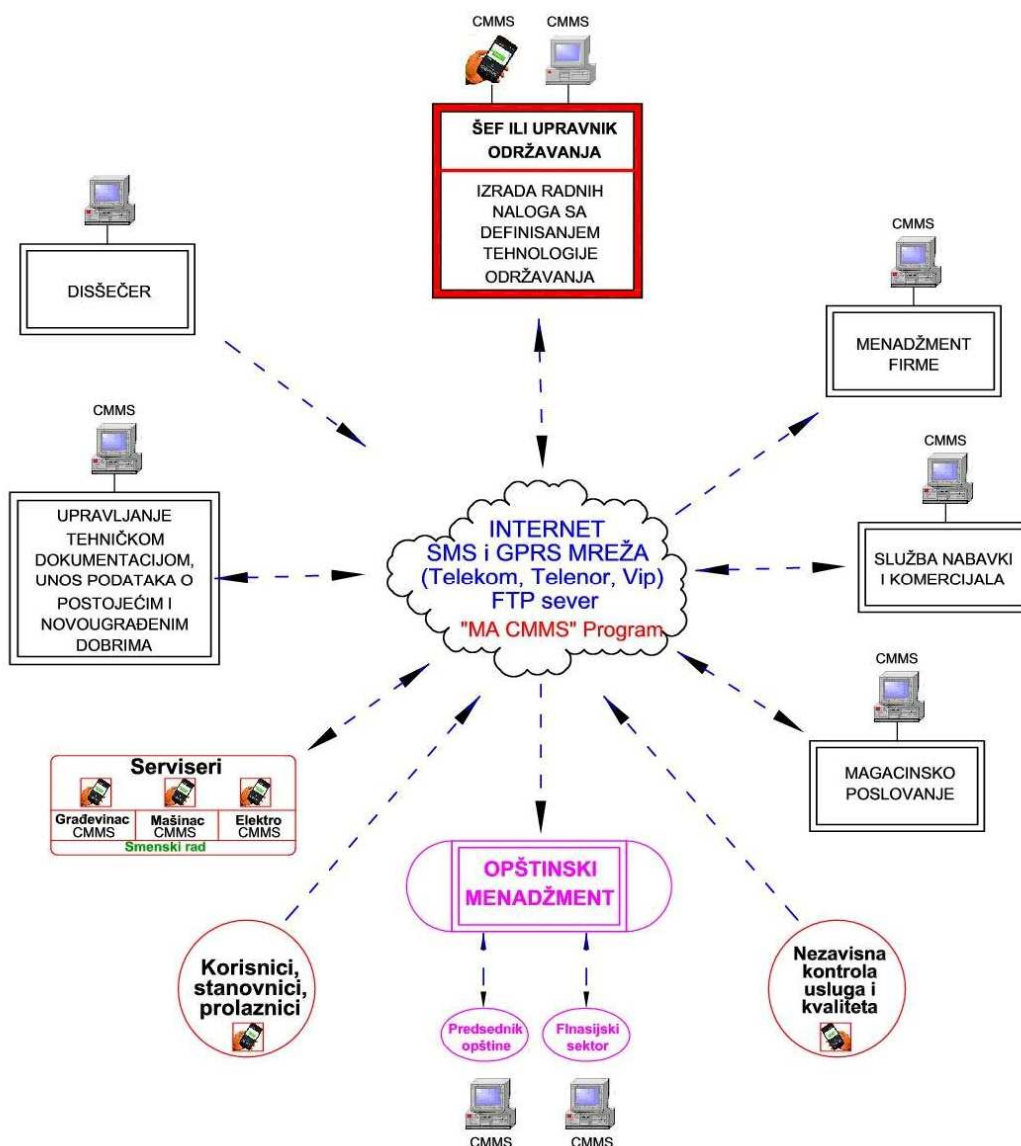 CMMS CMMS
ŠEF ILI UPRAVNIK
ODRŽAVANJA
IZRADA RADNIH
NALOGA SA
DEFINISANJEM
TEHNOLOGIJE
ODRŽAVANJA
DISŠEČER
CMMS
MENADŽMENT
FIRME
CMMS
UPRAVLJANJE
TEHNIČKOM
DOKUMENTACIJOM,
UNOS PODATAKA O
POSTOJEĆIM I
NOVOUGRAĐENIM
DOBRIMA
CMMS
SLUŽBA NABAVKI
I KOMERCIJALA
INTERNET
SMS i GPRS MREŽA
(Telekom, Telenor, Vip)
FTP sever
"MA CMMS" Program
CMMS
MAGACINSKO
POSLOVANJE
Serviseri
Građevinac Mašinac Elektro
CMMS CMMS CMMS
Smenski rad
OPŠTINSKI
MENADŽMENT
Korisnici,
stanovnici,
prolaznici
Nezavisna
kontrola
usluga i
kvaliteta
Predsednik
opštine
FInasijski
sektor
CMMS CMMS